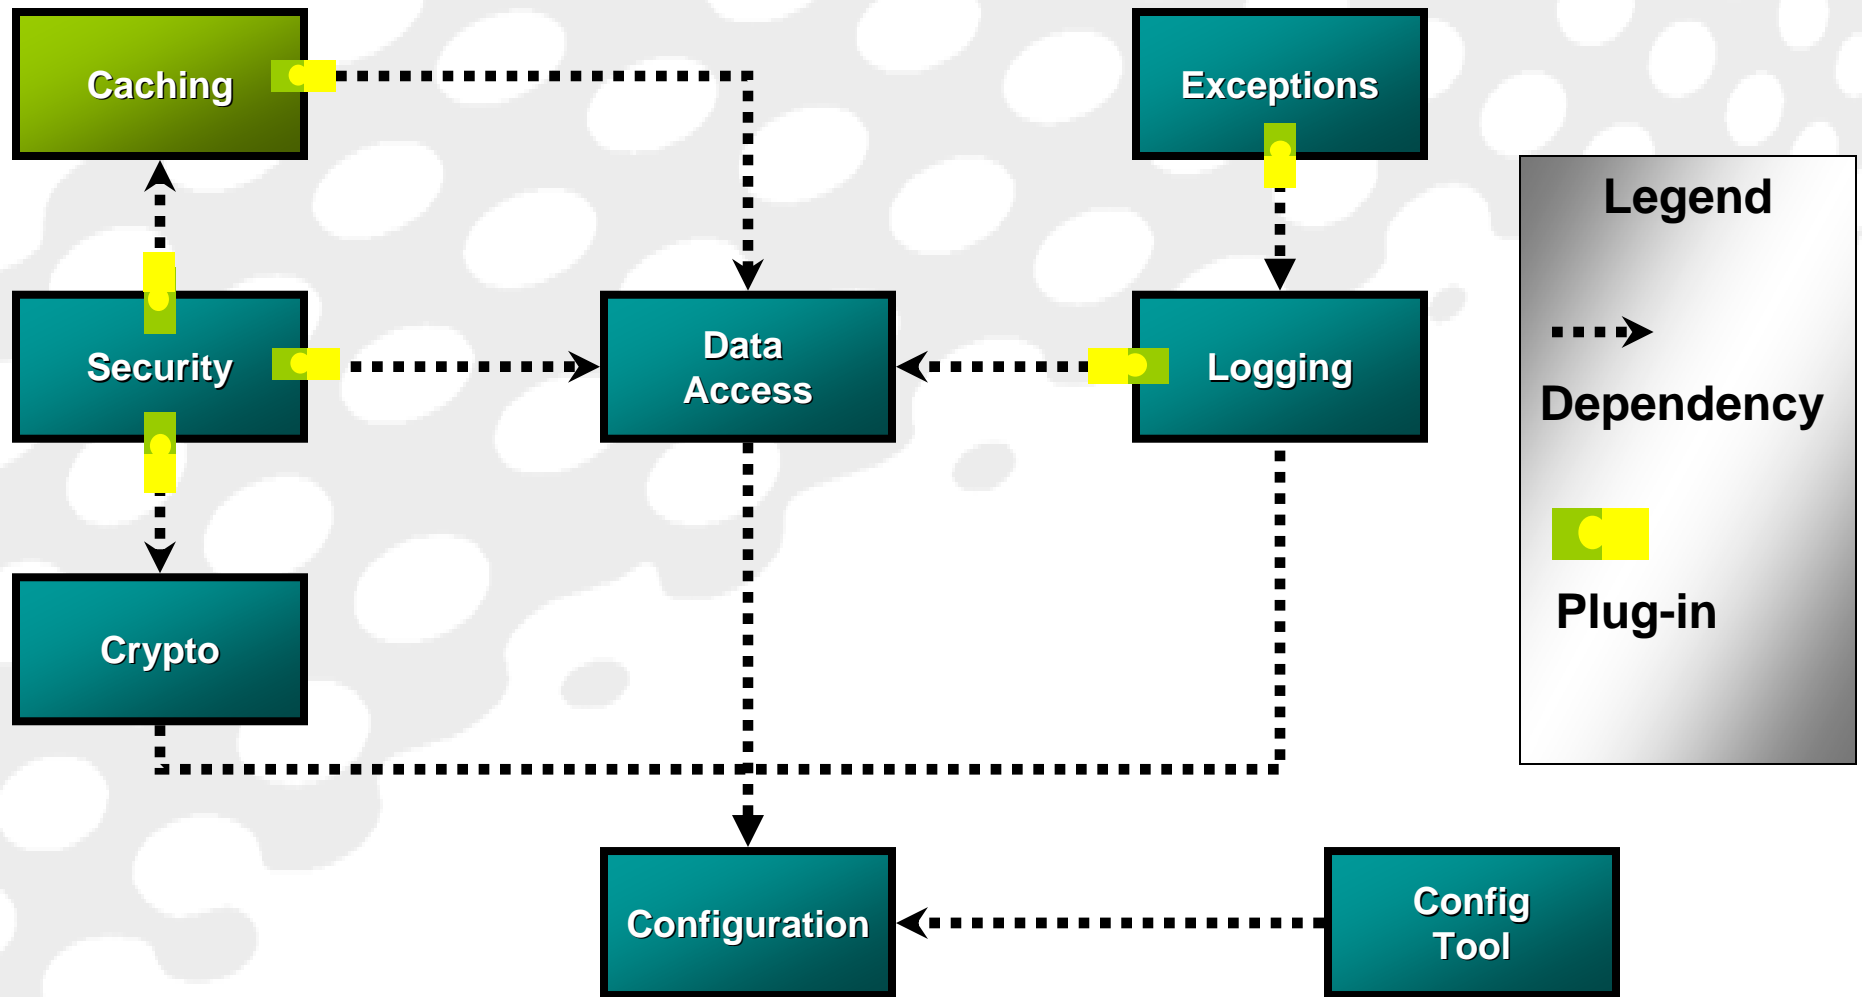 Caching
Exceptions
Legend
Security
Data
Access
Logging
Dependency
Plug-in
Crypto
Configuration
Config
Tool